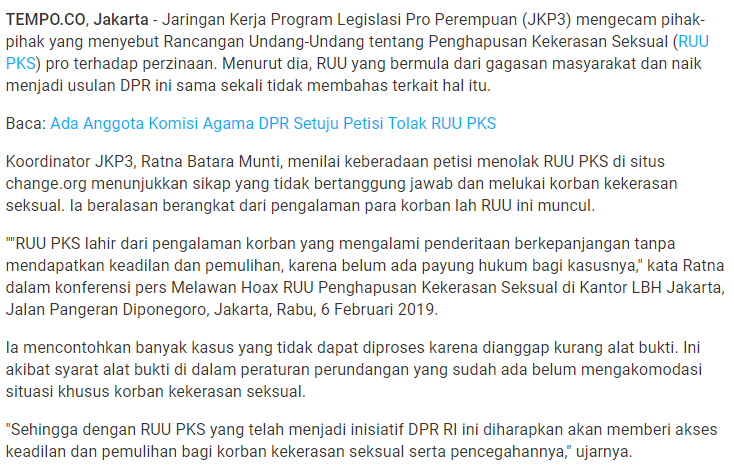 TEMPO.CO, Jakarta - Jaringan Kerja Program Legislasi Pro Perempuan (JKP3) mengecam pihak-
pihak yang menyebut Rancangan Undang-Undang tentang Penghapusan Kekerasan Seksual (RUU
PKS) pro terhadap perzinaan. Menurut dia, RUU yang bermula dari gagasan masyarakat dan naik
menjadi usulan DPR ini sama sekali tidak membahas terkait hal itu.
Baca: Ada Anggota Komisi Agama DPR Setuju Petisi Tolak RUU PKS
Koordinator JKP3, Ratna Batara Munti, menilai keberadaan petisi menolak RUU PKS di situs
change.org menunjukkan sikap yang tidak bertanggung jawab dan melukai korban kekerasan
seksual. Ia beralasan berangkat dari pengalaman para korban lah RUU ini muncul.
""RUU PKS lahir dari pengalaman korban yang mengalami penderitaan berkepanjangan tanpa
mendapatkan keadilan dan pemulihan, karena belum ada payung hukum bagi kasusnya," kata Ratna
dalam konferensi pers Melawan Hoax RUU Penghapusan Kekerasan Seksual di Kantor LBH Jakarta,
Jalan Pangeran Diponegoro, Jakarta, Rabu, 6 Februari 2019.
Ia mencontohkan banyak kasus yang tidak dapat diproses karena dianggap kurang alat bukti. Ini
akibat syarat alat bukti di dalam peraturan perundangan yang sudah ada belum mengakomodasi
situasi khusus korban kekerasan seksual.
"Sehingga dengan RUU PKS yang telah menjadi inisiatif DPR RI ini diharapkan akan memberi akses
keadilan dan pemulihan bagi korban kekerasan seksual serta pencegahannya," ujarnya.